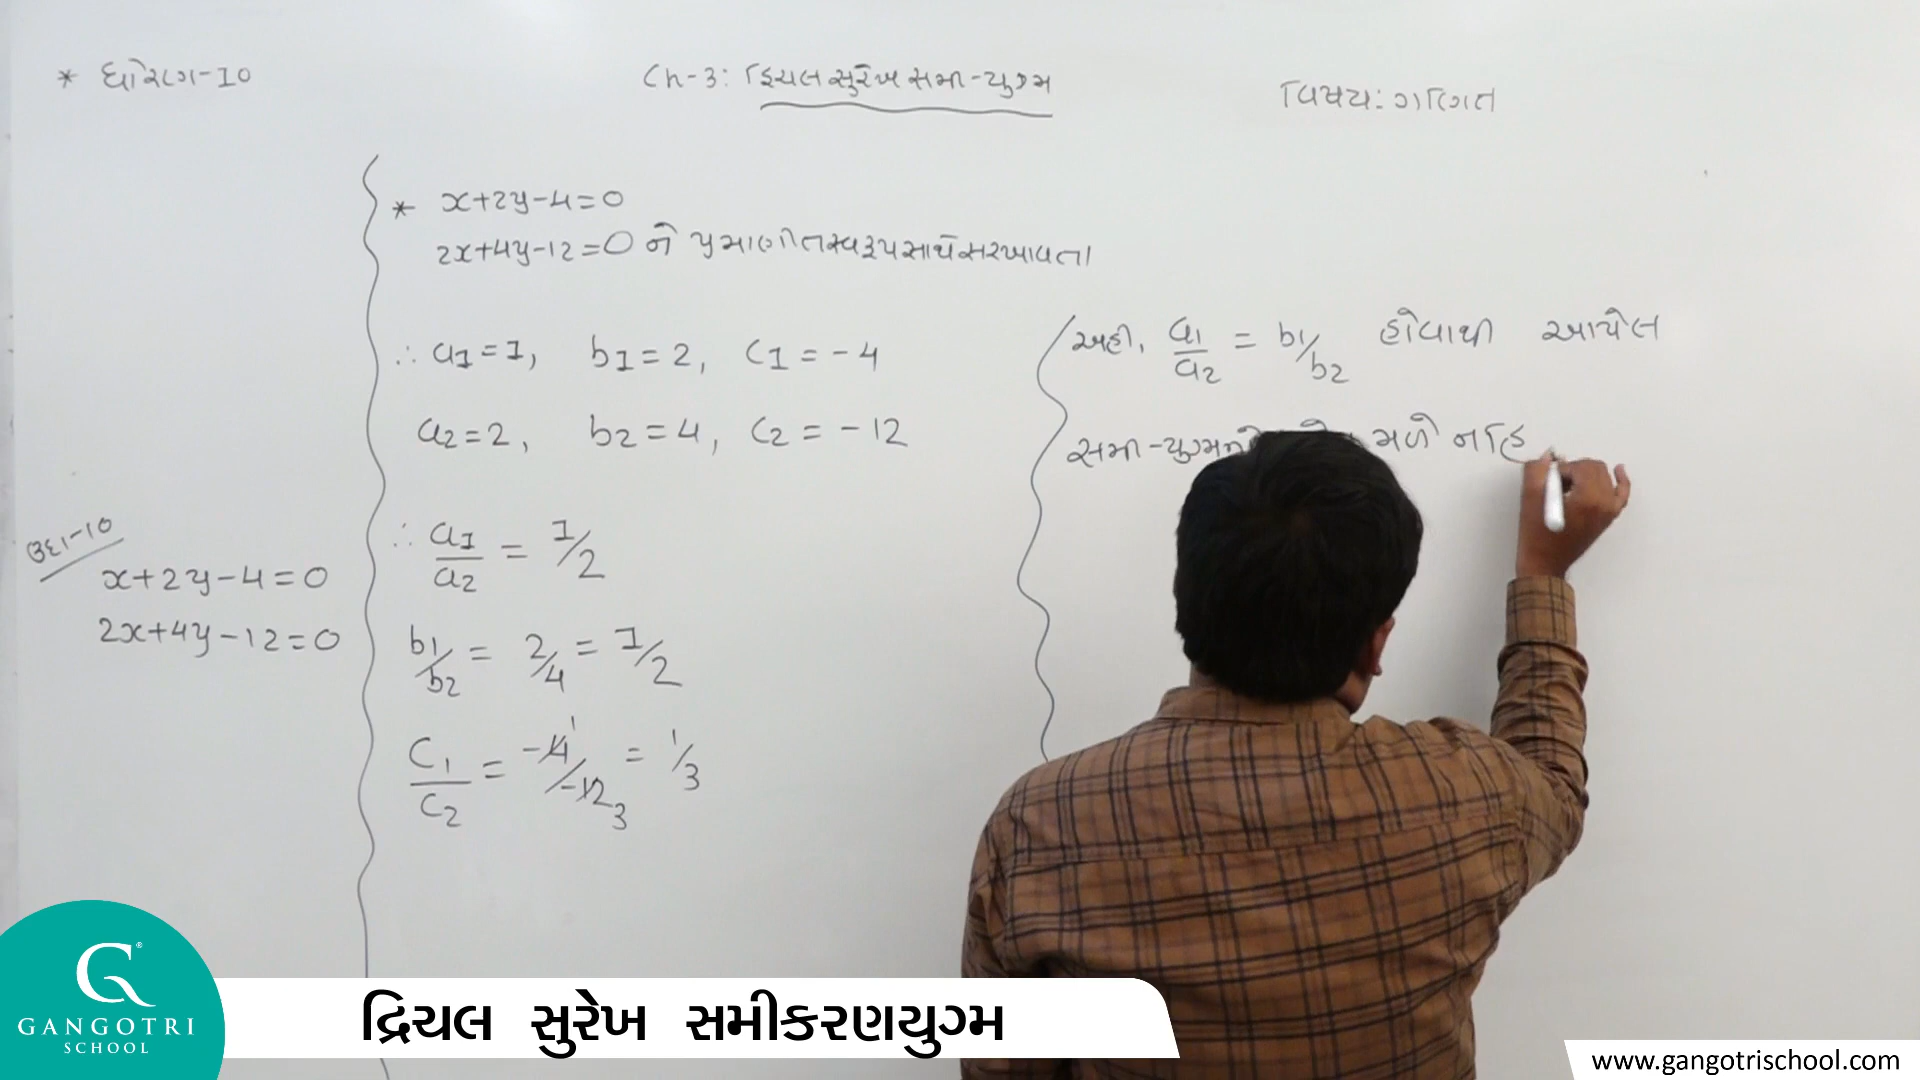 * ધોરણ-10
Ch-3: દ્વિચલ સુરેખ સમી-યુગ્મ
વિષય: ગણિત
* x+2y-4=0
2x+4y-12=0 ને પ્રમાણીત સ્વરૂપ સાથે સરખાવતા
∴ a1=1, b1=2, c1=-4
a2=2, b2=4, c2=-12
∴ a1/a2 = 1/2
b1/b2 = 2/4 = 1/2
c1/c2 = -4/-12 1 3 = 1/3
ઉદા-10
x+2y-4=0
2x+4y-12=0
અહી, a1/a2 = b1/b2 હોવાથી આપેલ
સમી-યુગ્મનો મળે નહિ
GANGOTRI
SCHOOL
દ્રિચલ સુરેખ સમીકરણયુગ્મ
www.gangotrischool.com